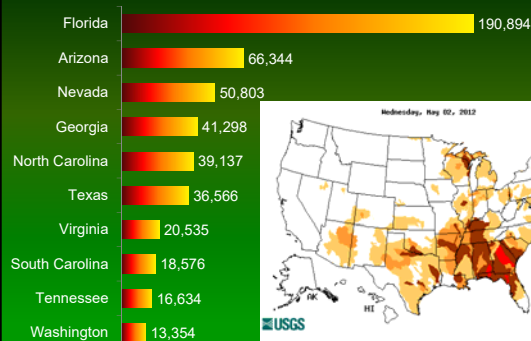 Florida 190,894
Arizona 66,344
Nevada 50,803
Georgia 41,298
North Carolina 39,137
Texas 36,566
Virginia 20,535
South Carolina 18,576
Tennessee 16,634
Washington 13,354
Wednesday, May 02, 2012
AK
HI
USGS